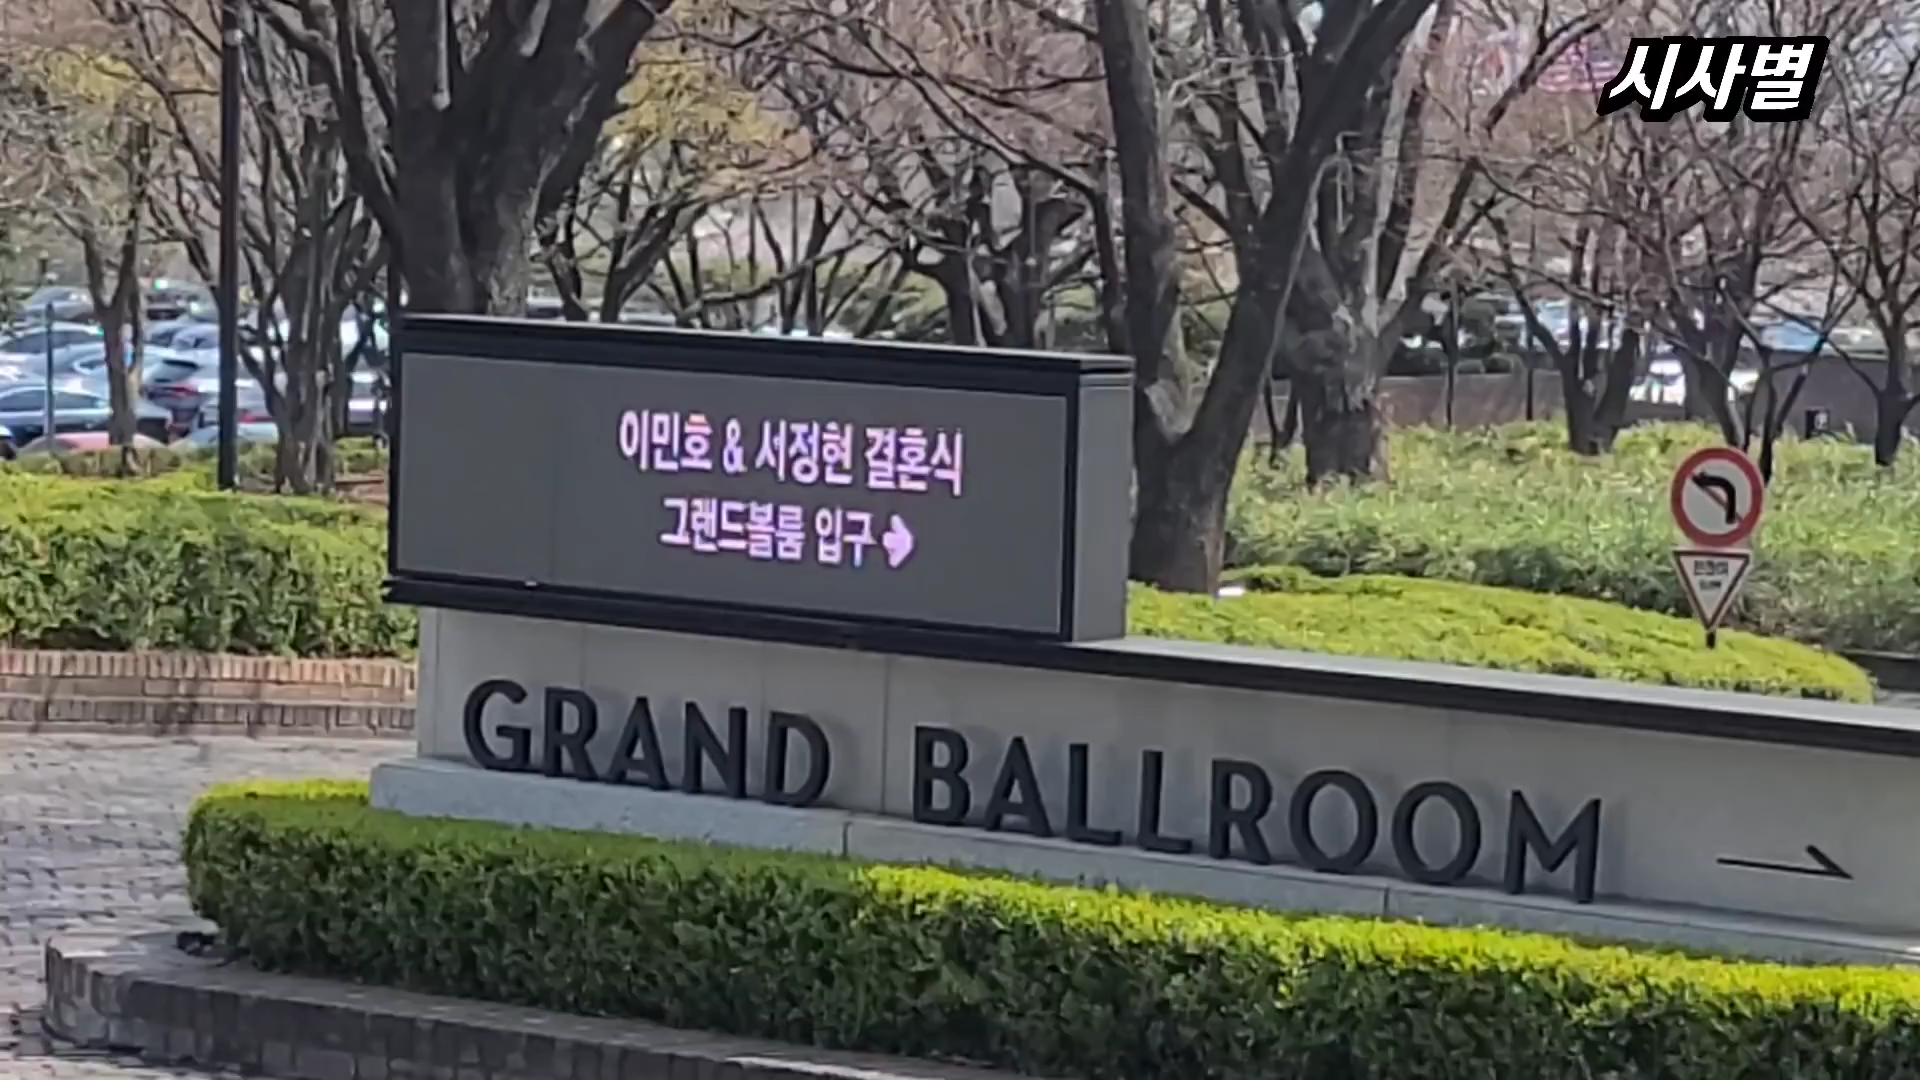 시사별
이민호 & 서정현 결혼식
그랜드볼룸 입구 →
GRAND BALLROOM →